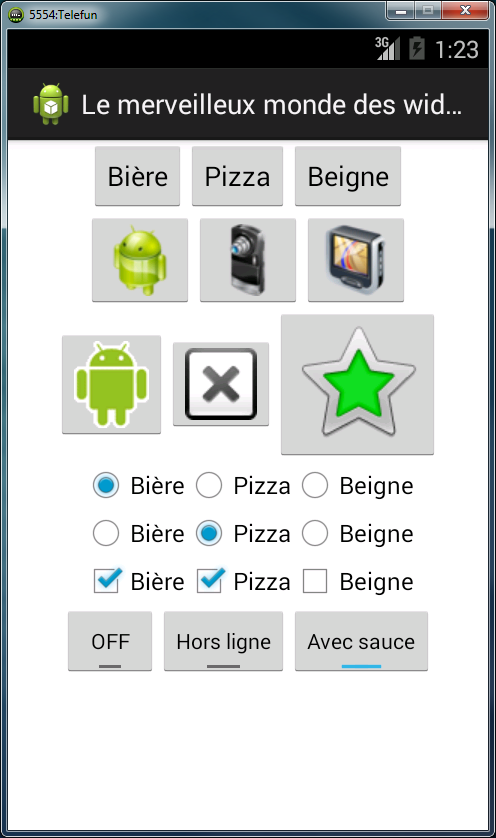 5554:Telefun
3G 1:23
Le merveilleux monde des wid...
Bière Pizza Beigne
Bière Pizza Beigne
Bière Pizza Beigne
Bière Pizza Beigne
OFF Hors ligne Avec sauce